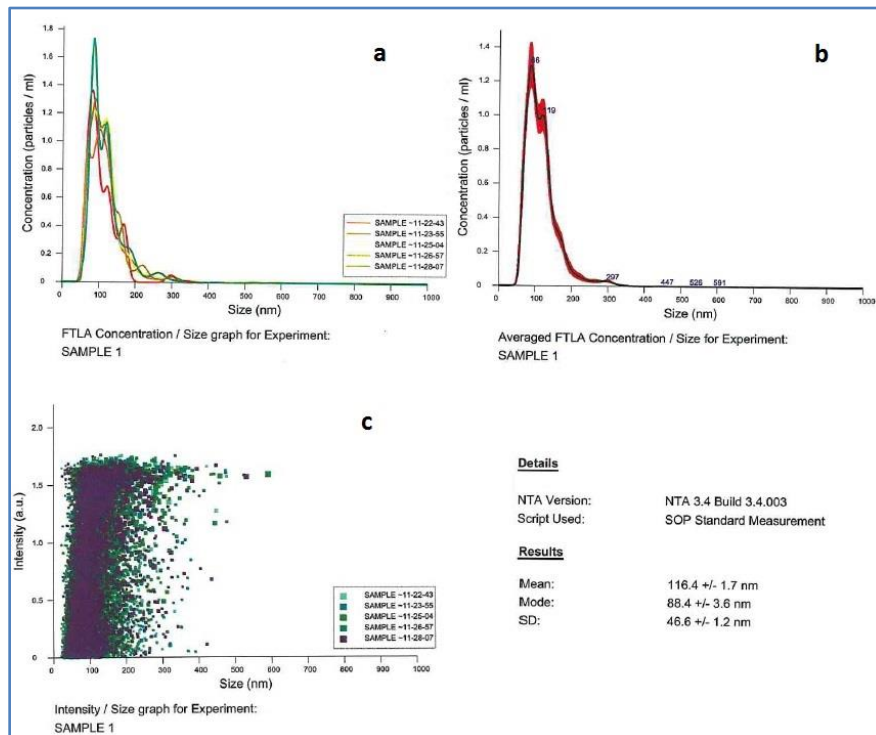 a
Concentration (particles / ml)
1.8
1.6
1.4
1.2
1.0
0.8
0.6
0.4
0.2
0
0 100 200 300 400 500 600 700 800 900 1000
Size (nm)
SAMPLE ~11-22-43
SAMPLE ~11-23-55
SAMPLE ~11-25-04
SAMPLE ~11-26-57
SAMPLE ~11-28-07
FTLA Concentration / Size graph for Experiment:
SAMPLE 1
b
Concentration (particles / ml)
1.4
1.2
1.0
0.8
0.6
0.4
0.2
0
19
297
447 526 591
0 100 200 300 400 500 600 700 800 900 1000
Size (nm)
Averaged FTLA Concentration / Size for Experiment:
SAMPLE 1
c
Intensity (a.u.)
2.0
1.5
1.0
0.5
0
0 100 200 300 400 500 600 700 800 900 1000
Size (nm)
SAMPLE ~11-22-43
SAMPLE ~11-23-55
SAMPLE ~11-25-04
SAMPLE ~11-26-57
SAMPLE ~11-28-07
Intensity / Size graph for Experiment:
SAMPLE 1
Details
NTA Version: NTA 3.4 Build 3.4.003
Script Used: SOP Standard Measurement
Results
Mean: 116.4 +/- 1.7 nm
Mode: 88.4 +/- 3.6 nm
SD: 46.6 +/- 1.2 nm